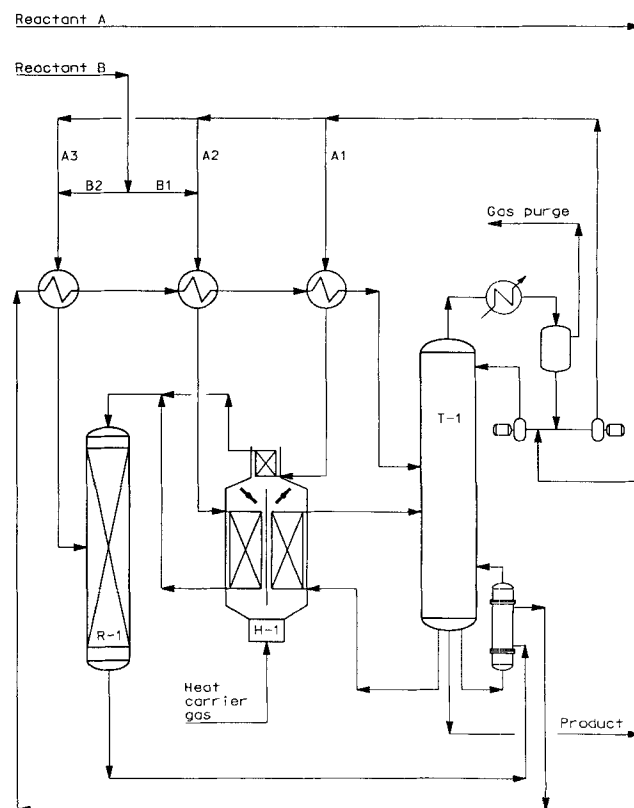 Reactant A
Reactant B
A3
A2
A1
B2
B1
Gas purge
T-1
R-1
H-1
Heat
carrier
gas
Product